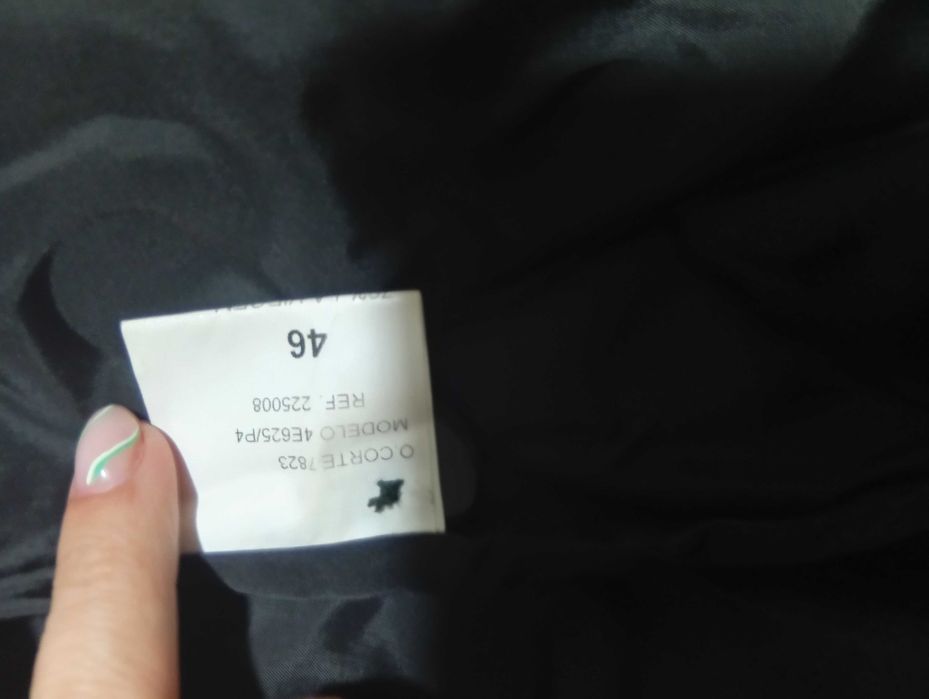 O.CORTE 7823
MODELO 4E625/P4
REF. 225008
46